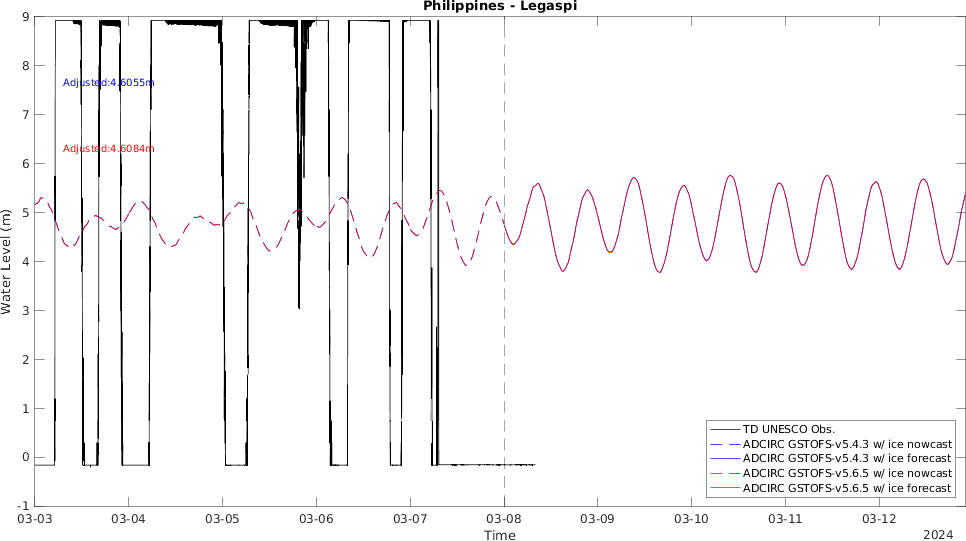 Philippines - Legaspi
9
8
7
6
5
4
3
2
1
0
-1
Water Level (m)
Adjusted:4.6055m
Adjusted:4.6084m
TD UNESCO Obs.
ADCIRC GSTOFS-v5.4.3 w/ ice nowcast
ADCIRC GSTOFS-v5.4.3 w/ ice forecast
ADCIRC GSTOFS-v5.6.5 w/ ice nowcast
ADCIRC GSTOFS-v5.6.5 w/ ice forecast
03-03 03-04 03-05 03-06 03-07 03-08 03-09 03-10 03-11 03-12
Time
2024